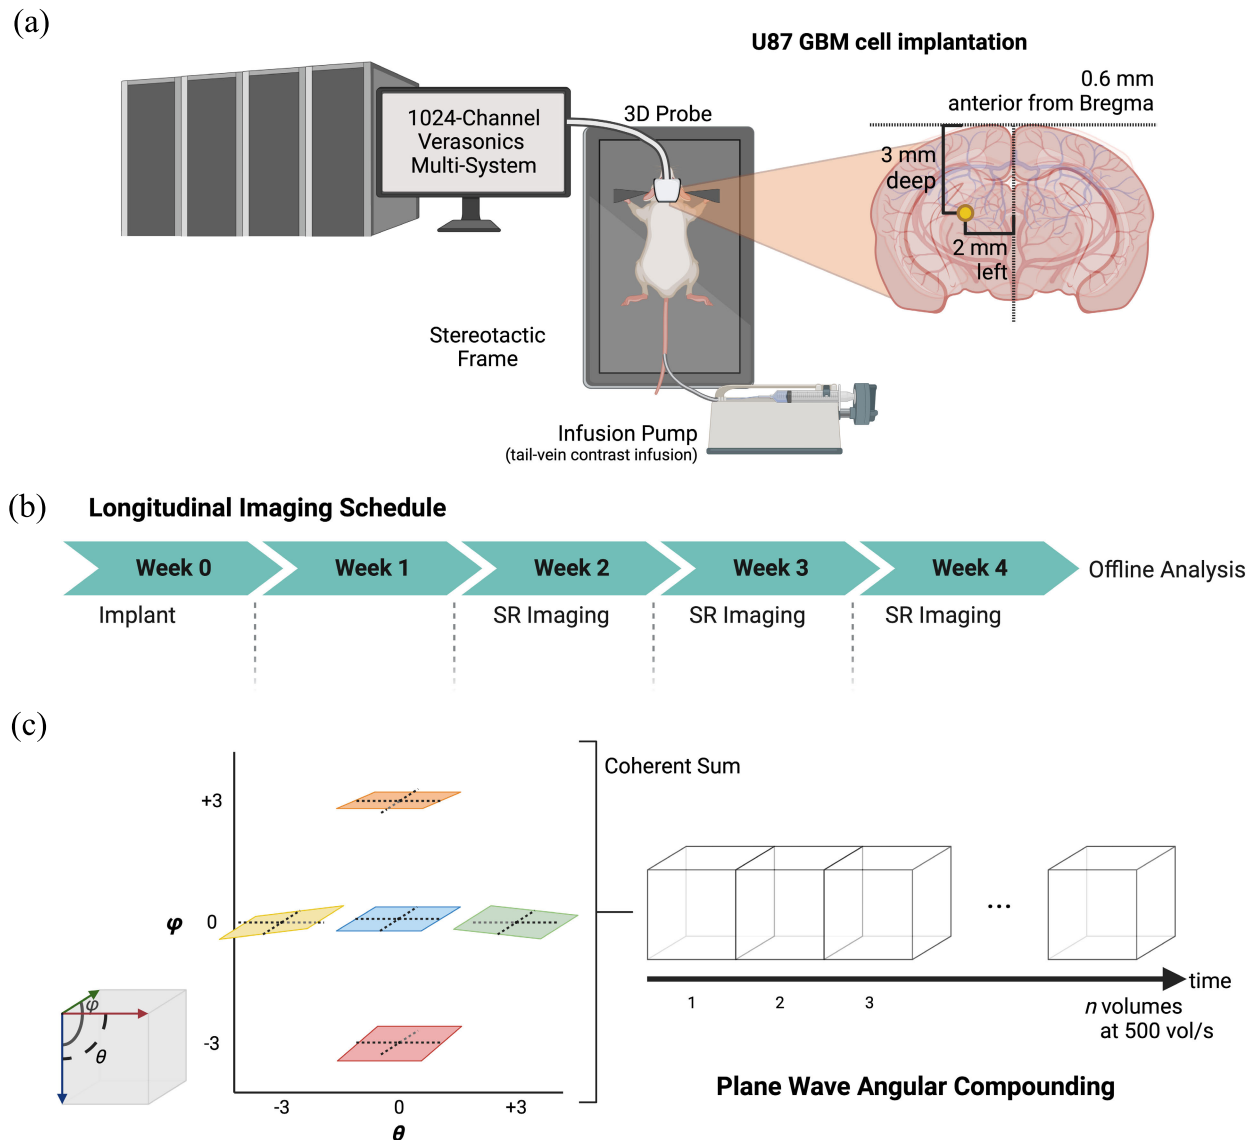 (a)
U87 GBM cell implantation
0.6 mm
anterior from Bregma
1024-Channel
Verasonics
Multi-System
3D Probe
3 mm
deep
2 mm
left
Stereotactic
Frame
Infusion Pump
(tail-vein contrast infusion)
(b)
Longitudinal Imaging Schedule
Week 0
Week 1
Week 2
Week 3
Week 4
Offline Analysis
Implant
SR Imaging
SR Imaging
SR Imaging
(c)
Coherent Sum
+3
φ
0
-3
-3
0
+3
θ
φ
θ
...
time
1
2
3
n volumes
at 500 vol/s
Plane Wave Angular Compounding